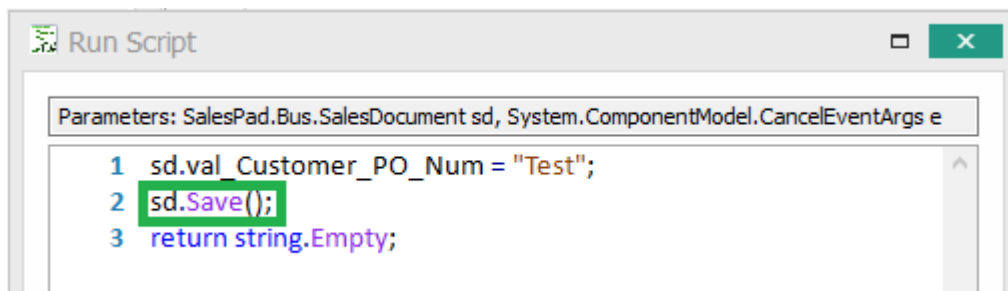 Run Script
Parameters: SalesPad.Bus.SalesDocument sd, System.ComponentModel.CancelEventArgs e
1 sd.val_Customer_PO_Num = "Test";
2 sd.Save();
3 return string.Empty;